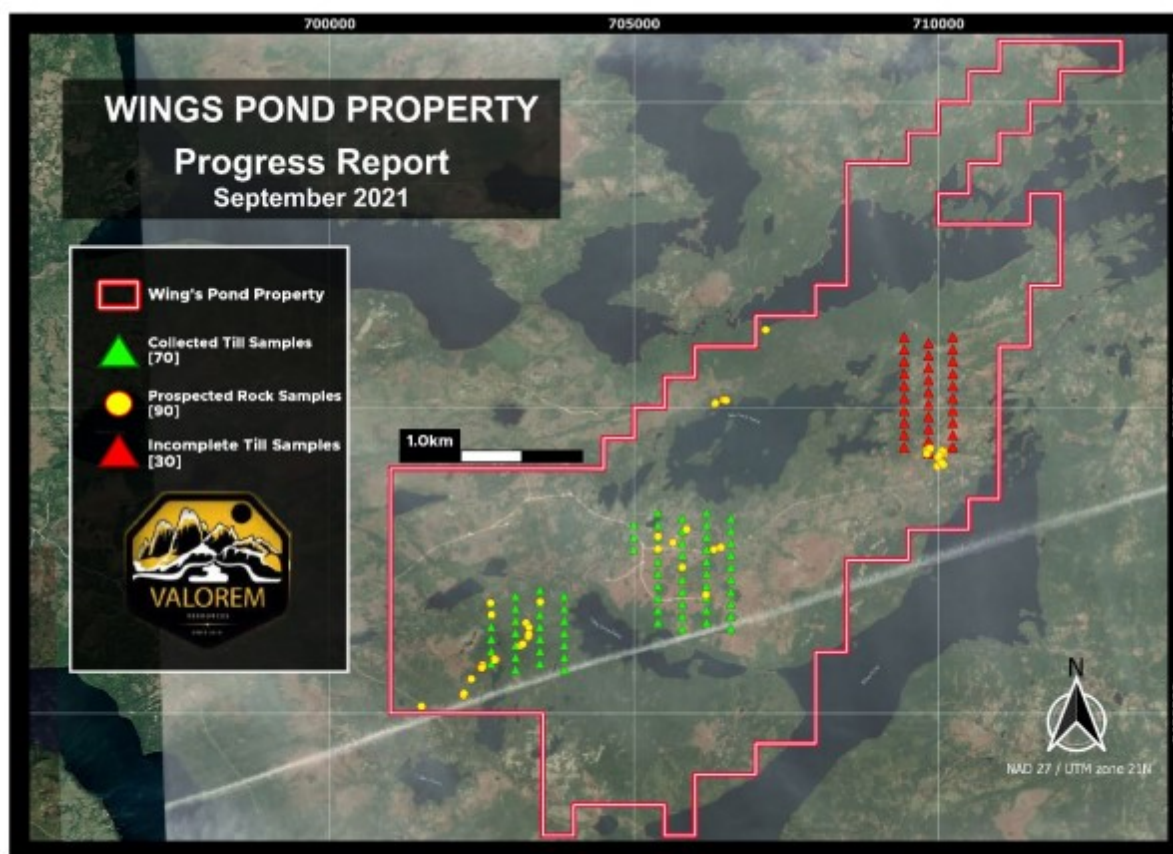 700000 705000 710000
WINGS POND PROPERTY
Progress Report
September 2021
Wing's Pond Property
Collected Till Samples
[70]
Prospected Rock Samples
[90]
Incomplete Till Samples
[30]
1.0km
VALOREM
RESOURCES
N
NAD 27 / UTM zone 21N